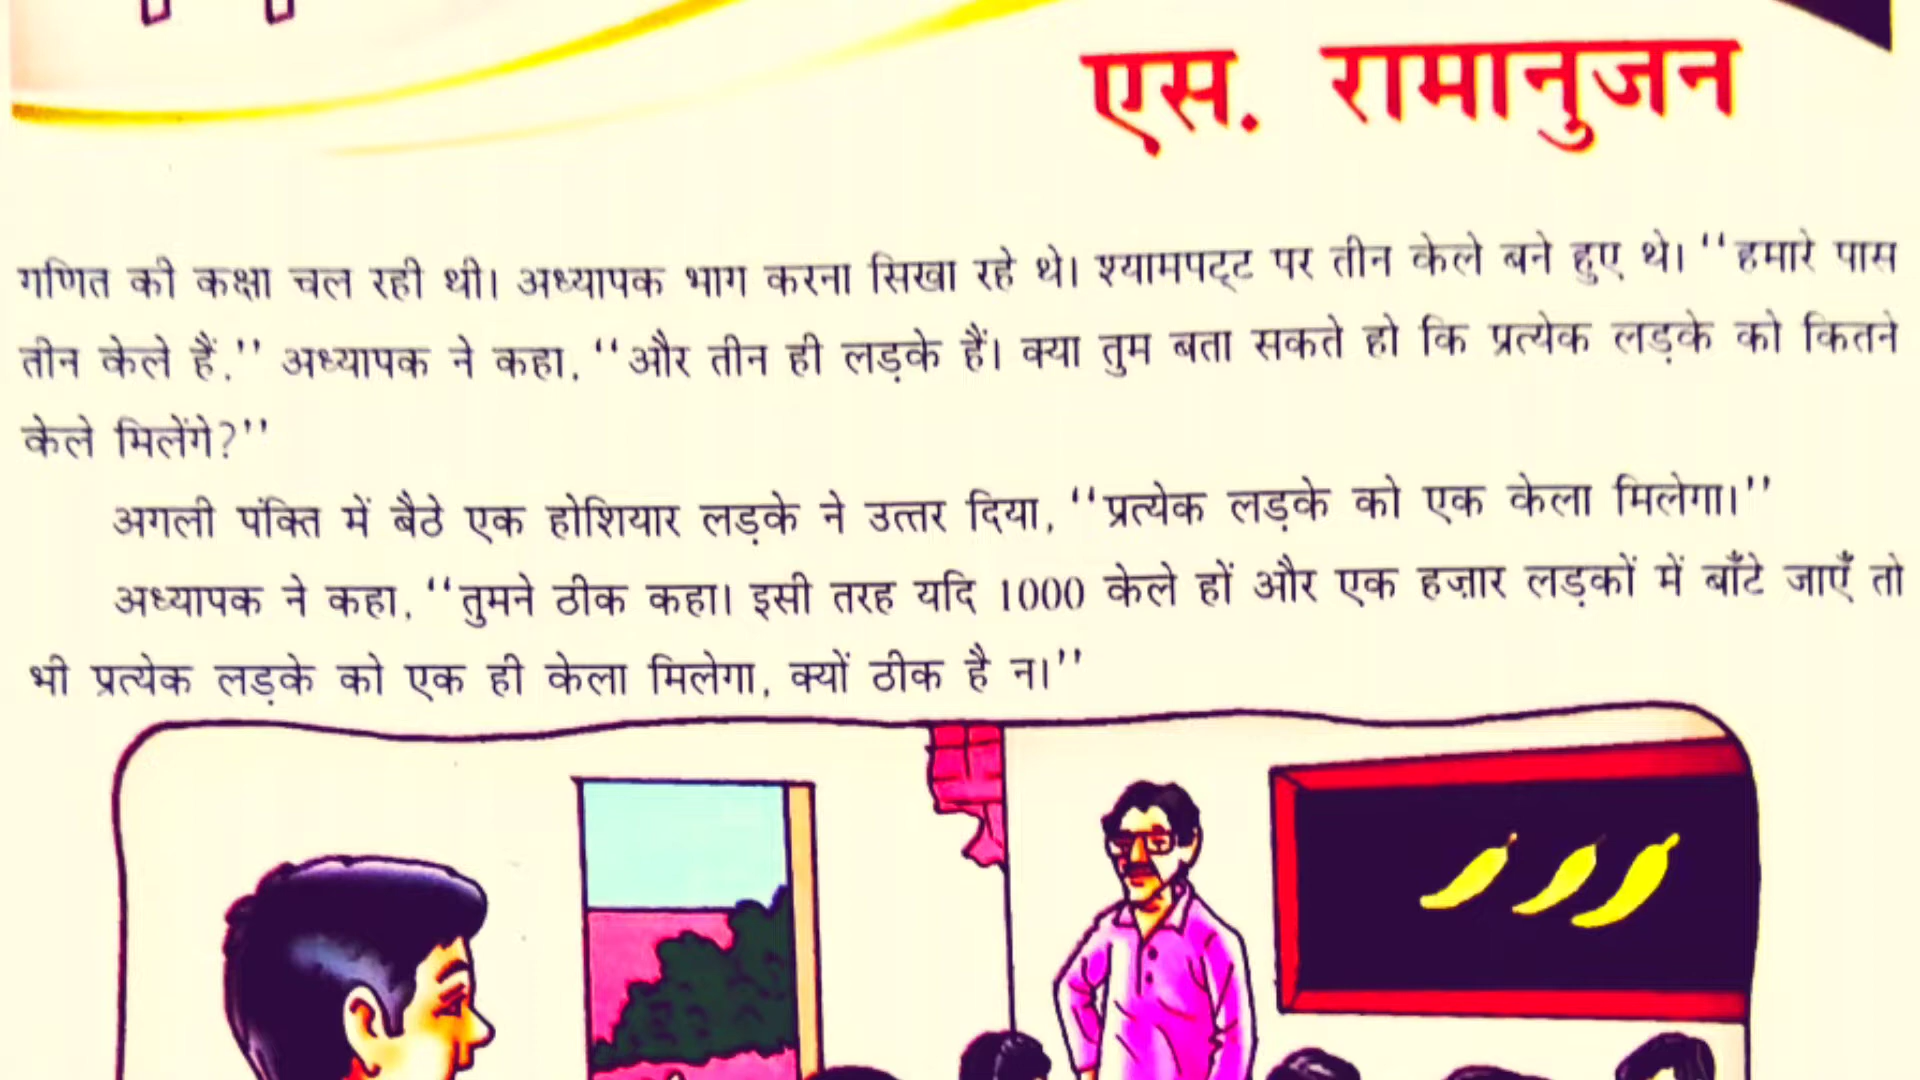 एस. रामानुजन
गणित की कक्षा चल रही थी। अध्यापक भाग करना सिखा रहे थे। श्यामपट्ट पर तीन केले बने हुए थे। ‘‘हमारे पास
तीन केले हैं,’’ अध्यापक ने कहा, ‘‘और तीन ही लड़के हैं। क्या तुम बता सकते हो कि प्रत्येक लड़के को कितने
केले मिलेंगे?’’
अगली पंक्ति में बैठे एक होशियार लड़के ने उत्तर दिया, ‘‘प्रत्येक लड़के को एक केला मिलेगा।’’
अध्यापक ने कहा, ‘‘तुमने ठीक कहा। इसी तरह यदि 1000 केले हों और एक हज़ार लड़कों में बाँटे जाएँ तो
भी प्रत्येक लड़के को एक ही केला मिलेगा, क्यों ठीक है न।’’